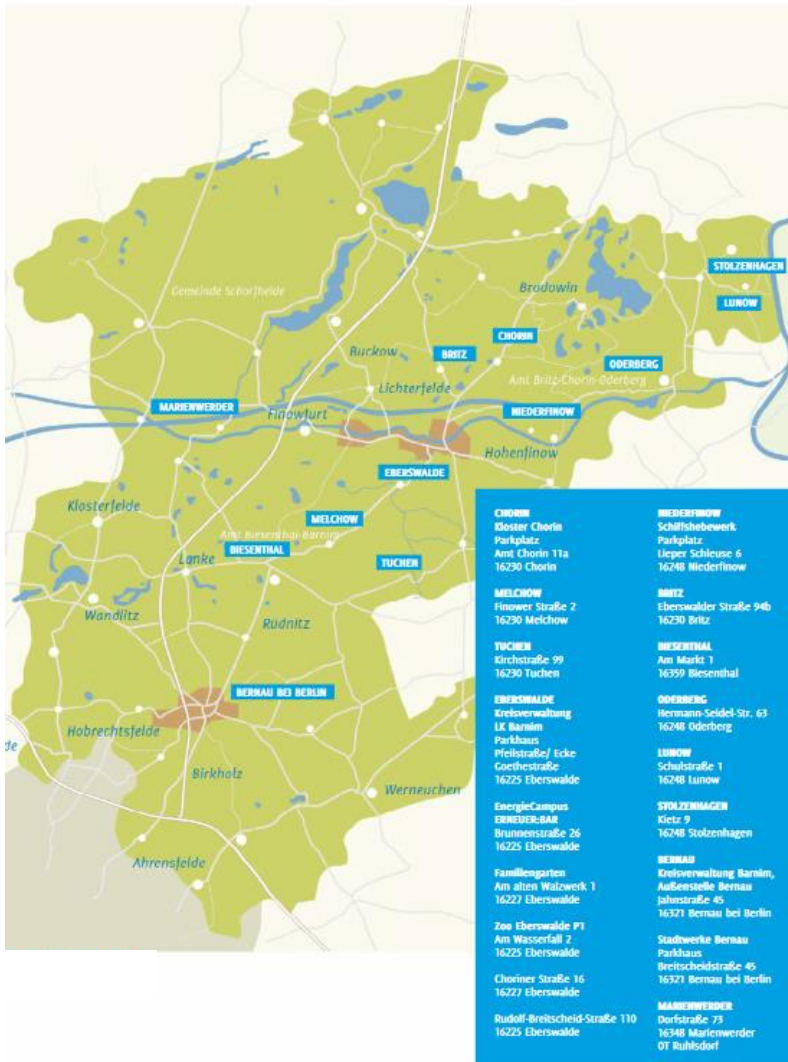 STOLZENHAGEN
Gemeinde Schorfheide
Brodowin
LUNOW
CHORIN
Buckow
BRITZ
ODERBERG
Amt Britz-Chorin-Oderberg
Lichterfelde
MARIENWERDER
NIEDERFINOW
Finowfurt
Hohenfinow
EBERSWALDE
Klosterfelde
MELCHOW
Amt Biesenthal-Barnim
BIESENTHAL
Lanke
TUCHEN
Wandlitz
Rüdnitz
BERNAU BEI BERLIN
Hobrechtsfelde
de
Birkholz
Werneuchen
Ahrensfelde
CHORIN
Kloster Chorin
Parkplatz
Amt Chorin 11a
16230 Chorin
MELCHOW
Finower Straße 2
16230 Melchow
TUCHEN
Kirchstraße 99
16230 Tuchen
EBERSWALDE
Kreisverwaltung
LK Barnim
Parkhaus
Pfeilstraße/ Ecke
Goethestraße
16225 Eberswalde
EnergieCampus
ERNEUER:BAR
Brunnenstraße 26
16225 Eberswalde
Familiengarten
Am alten Walzwerk 1
16227 Eberswalde
Zoo Eberswalde P1
Am Wasserfall 2
16225 Eberswalde
Choriner Straße 16
16227 Eberswalde
Rudolf-Breitscheid-Straße 110
16225 Eberswalde
NIEDERFINOW
Schiffshebewerk
Parkplatz
Lieper Schleuse 6
16248 Niederfinow
BRITZ
Eberswalder Straße 94b
16230 Britz
BIESENTHAL
Am Markt 1
16359 Biesenthal
ODERBERG
Hermann-Seidel-Str. 63
16248 Oderberg
LUNOW
Schulstraße 1
16248 Lunow
STOLZENHAGEN
Kietz 9
16248 Stolzenhagen
BERNAU
Kreisverwaltung Barnim,
Außenstelle Bernau
Jahnstraße 45
16321 Bernau bei Berlin
Stadtwerke Bernau
Parkhaus
Breitscheidstraße 45
16321 Bernau bei Berlin
MARIENWERDER
Dorfstraße 73
16348 Marienwerder
OT Ruhlsdorf